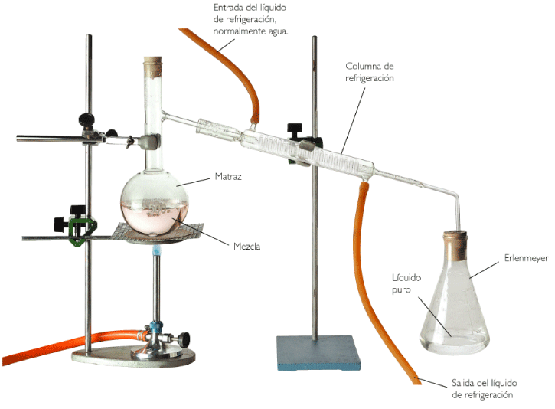 Entrada del líquido
de refrigeración,
normalmente agua.
Columna de
refrigeración
Matraz
Mezcla
Erlenmeyer
Líquido
puro
Salida del líquido
de refrigeración